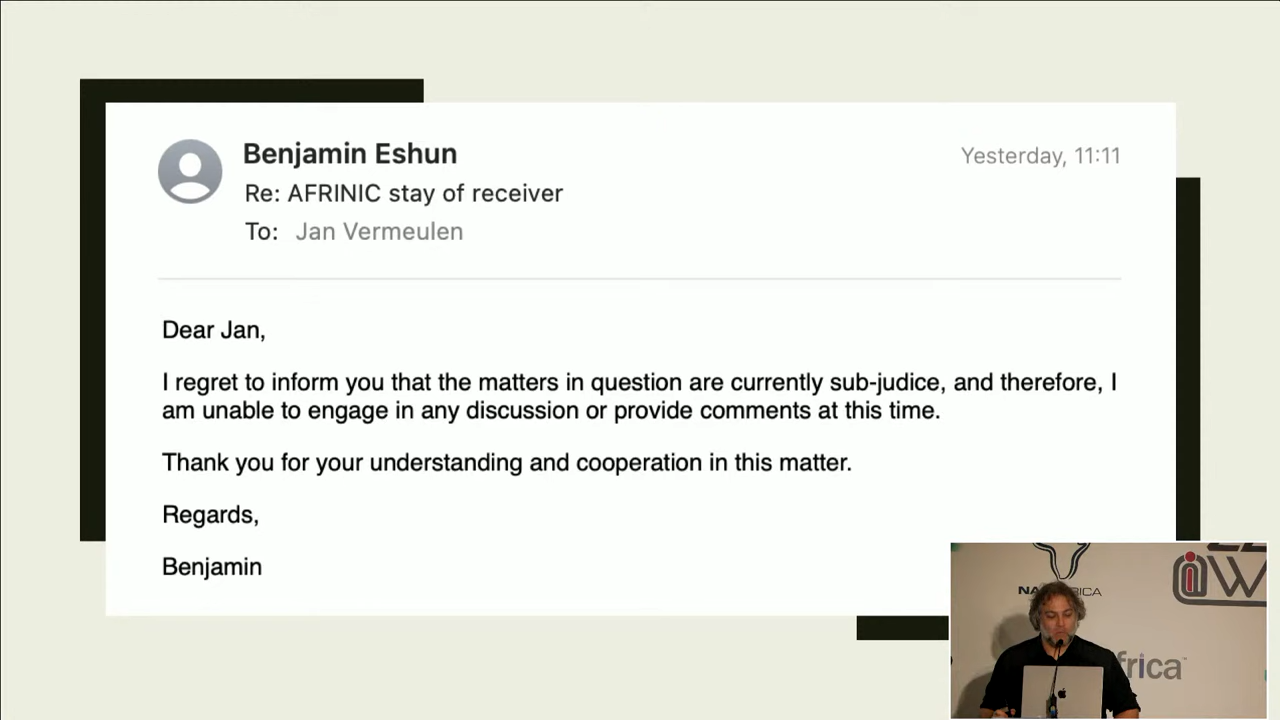 Benjamin Eshun
Yesterday, 11:11
Re: AFRINIC stay of receiver
To: Jan Vermeulen
Dear Jan,
I regret to inform you that the matters in question are currently sub-judice, and therefore, I
am unable to engage in any discussion or provide comments at this time.
Thank you for your understanding and cooperation in this matter.
Regards,
Benjamin